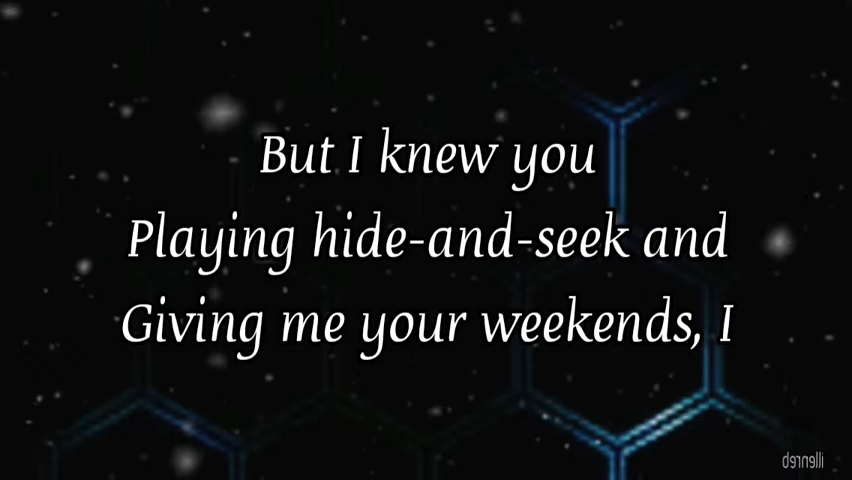 But I knew you
Playing hide-and-seek and
Giving me your weekends, I